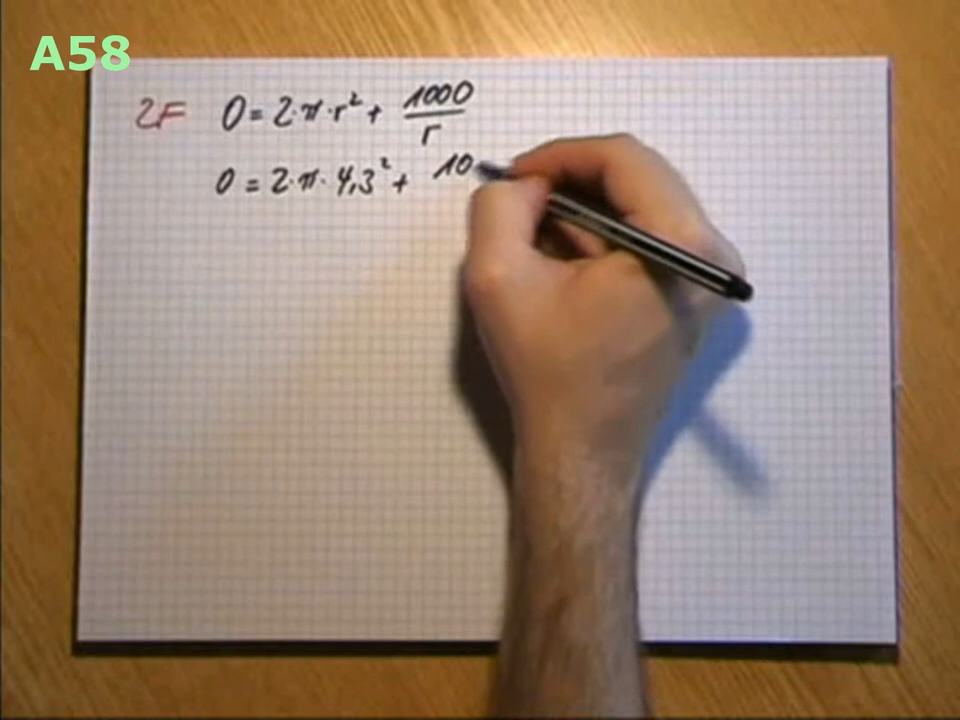 A58
ZF O = 2·π·r² + 1000/r
O = 2·π·4,3² + 10